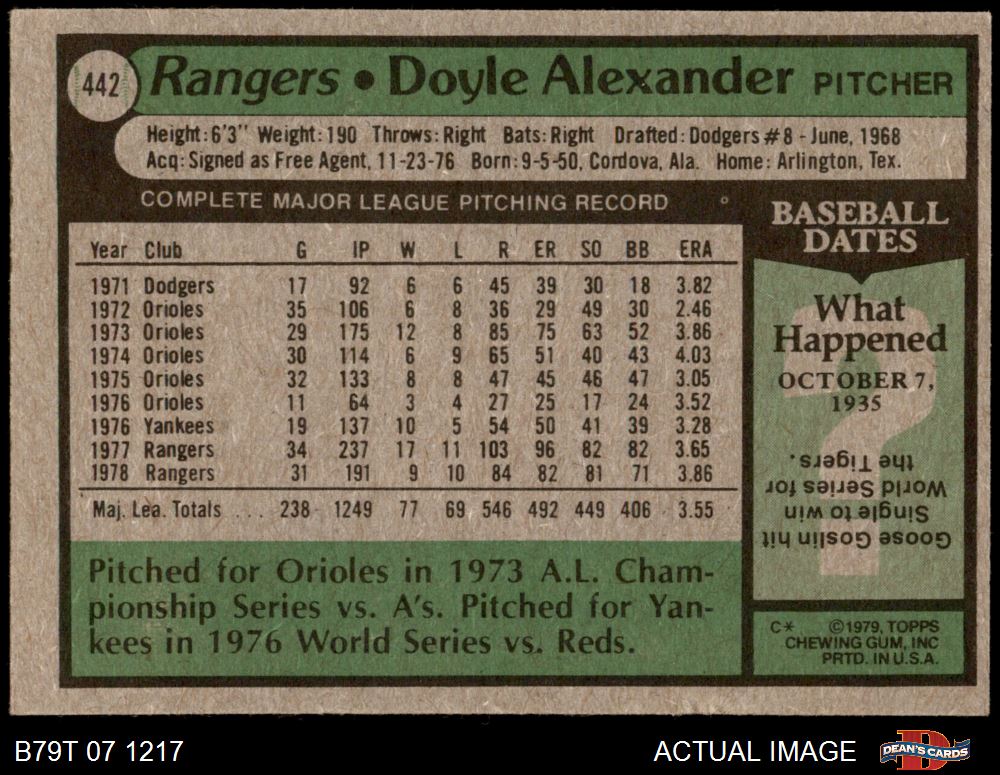 442 Rangers • Doyle Alexander PITCHER
Height: 6'3" Weight: 190 Throws: Right Bats: Right Drafted: Dodgers #8 - June, 1968
Acq: Signed as Free Agent, 11-23-76 Born: 9-5-50, Cordova, Ala. Home: Arlington, Tex.
COMPLETE MAJOR LEAGUE PITCHING RECORD
Year Club G IP W L R ER SO BB ERA
1971 Dodgers 17 92 6 6 45 39 30 18 3.82
1972 Orioles 35 106 6 8 36 29 49 30 2.46
1973 Orioles 29 175 12 8 85 75 63 52 3.86
1974 Orioles 30 114 6 9 65 51 40 43 4.03
1975 Orioles 32 133 8 8 47 45 46 47 3.05
1976 Orioles 11 64 3 4 27 25 17 24 3.52
1976 Yankees 19 137 10 5 54 50 41 39 3.28
1977 Rangers 34 237 17 11 103 96 82 82 3.65
1978 Rangers 31 191 9 10 84 82 81 71 3.86
Maj. Lea. Totals ... 238 1249 77 69 546 492 449 406 3.55
Pitched for Orioles in 1973 A.L. Cham-
pionship Series vs. A's. Pitched for Yan-
kees in 1976 World Series vs. Reds.
BASEBALL
DATES
What
Happened
OCTOBER 7,
1935
?
Goose Goslin hit
Single to win
World Series for
the Tigers.
C* ©1979, TOPPS
CHEWING GUM, INC
PRTD. IN U.S.A.
B79T 07 1217 ACTUAL IMAGE DEAN'S CARDS